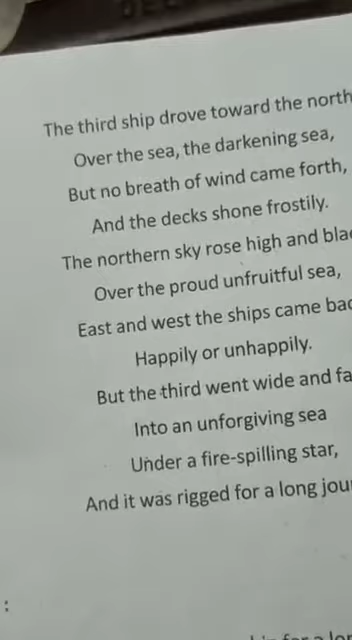 The third ship drove toward the north
Over the sea, the darkening sea,
But no breath of wind came forth,
And the decks shone frostily.
The northern sky rose high and
Over the proud unfruitful sea,
East and west the ships came
Happily or unhappily.
But the third went wide and
Into an unforgiving sea
Under a fire-spilling star,
And it was rigged for a long
:
for a